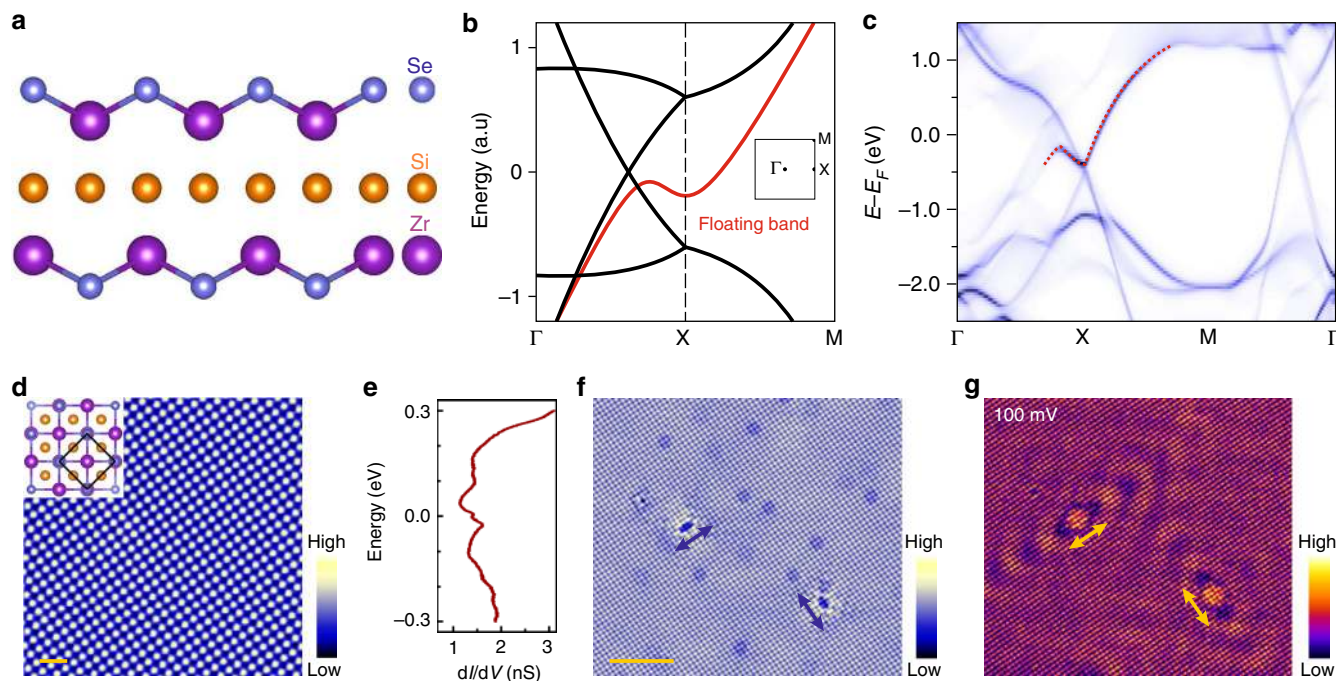 a
Se
Si
Zr
b
1
0
–1
Energy (a.u)
Γ
X
M
M
Γ
X
Floating band
c
1.0
0.0
–1.0
–2.0
E–E_F (eV)
Γ
X
M
Γ
d
High
Low
e
0.3
0.0
–0.3
Energy (eV)
1
2
3
dI/dV (nS)
f
High
Low
g
100 mV
High
Low